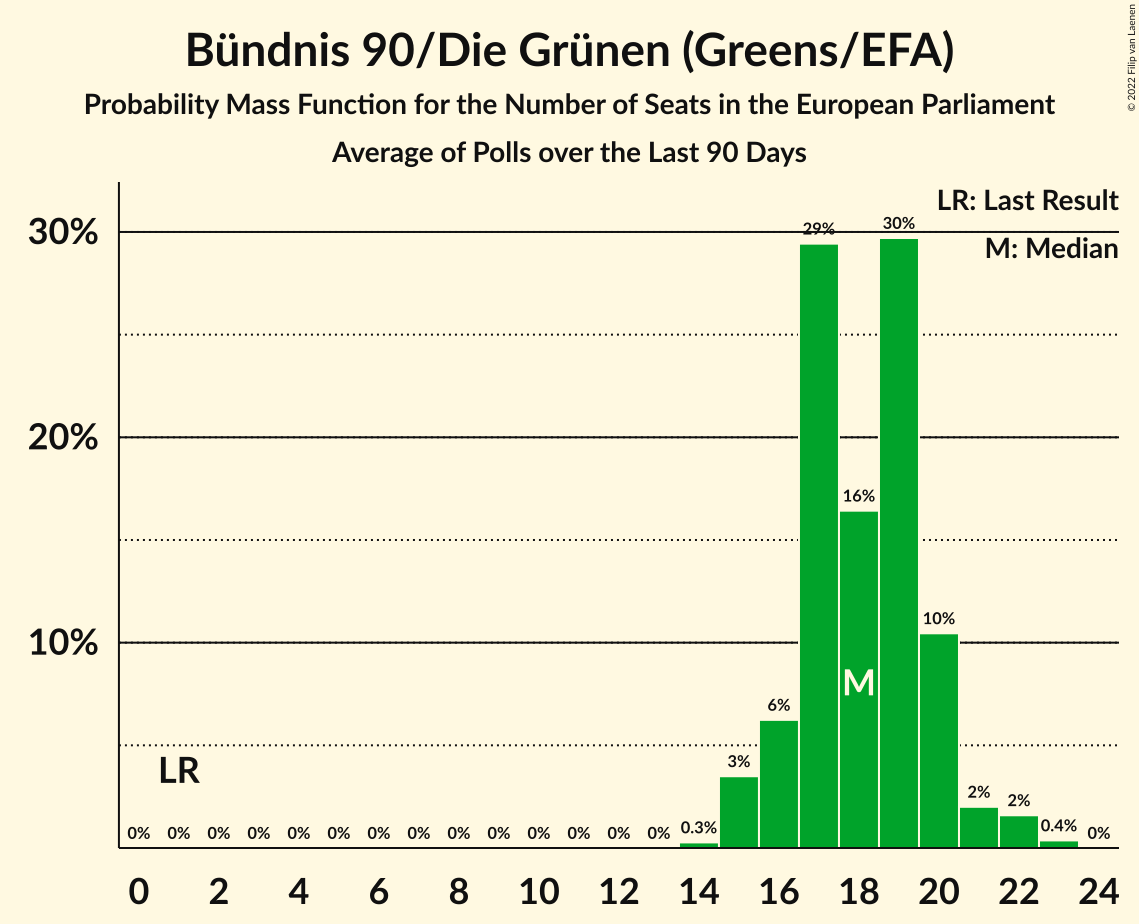 Bündnis 90/Die Grünen (Greens/EFA)
Probability Mass Function for the Number of Seats in the European Parliament
Average of Polls over the Last 90 Days
© 2022 Filip van Laenen
LR: Last Result
M: Median
30%
20%
10%
29%
30%
16%
10%
6%
3%
2%
2%
0.3%
0.4%
M
LR
0% 0% 0% 0% 0% 0% 0% 0% 0% 0% 0% 0% 0% 0% 0%
0 2 4 6 8 10 12 14 16 18 20 22 24